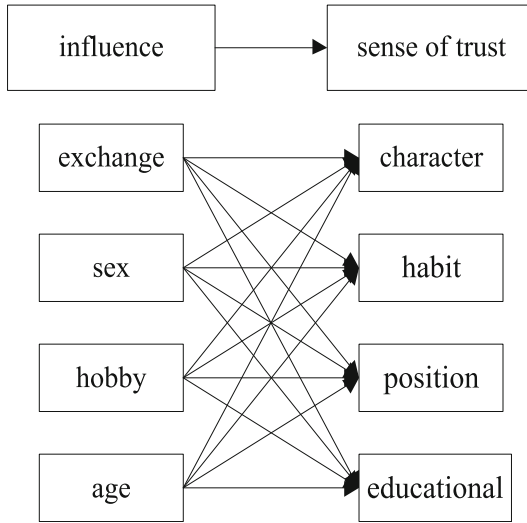 influence sense of trust
exchange character
sex habit
hobby position
age educational